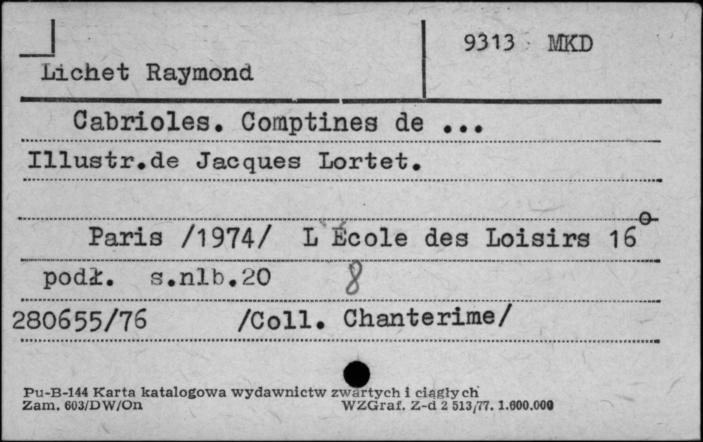 9313 MKD
Lichet Raymond
Cabrioles. Comptines de ...
Illustr.de Jacques Lortet.
Paris /1974/ L'École des Loisirs 16°
podł. s.nlb.20 8
280655/76 /Coll. Chanterime/
Pu-B-144 Karta katalogowa wydawnictw zwartych i ciągłych
Zam. 603/DW/On WZGraf. Z-d 2 513/77. 1.600.000